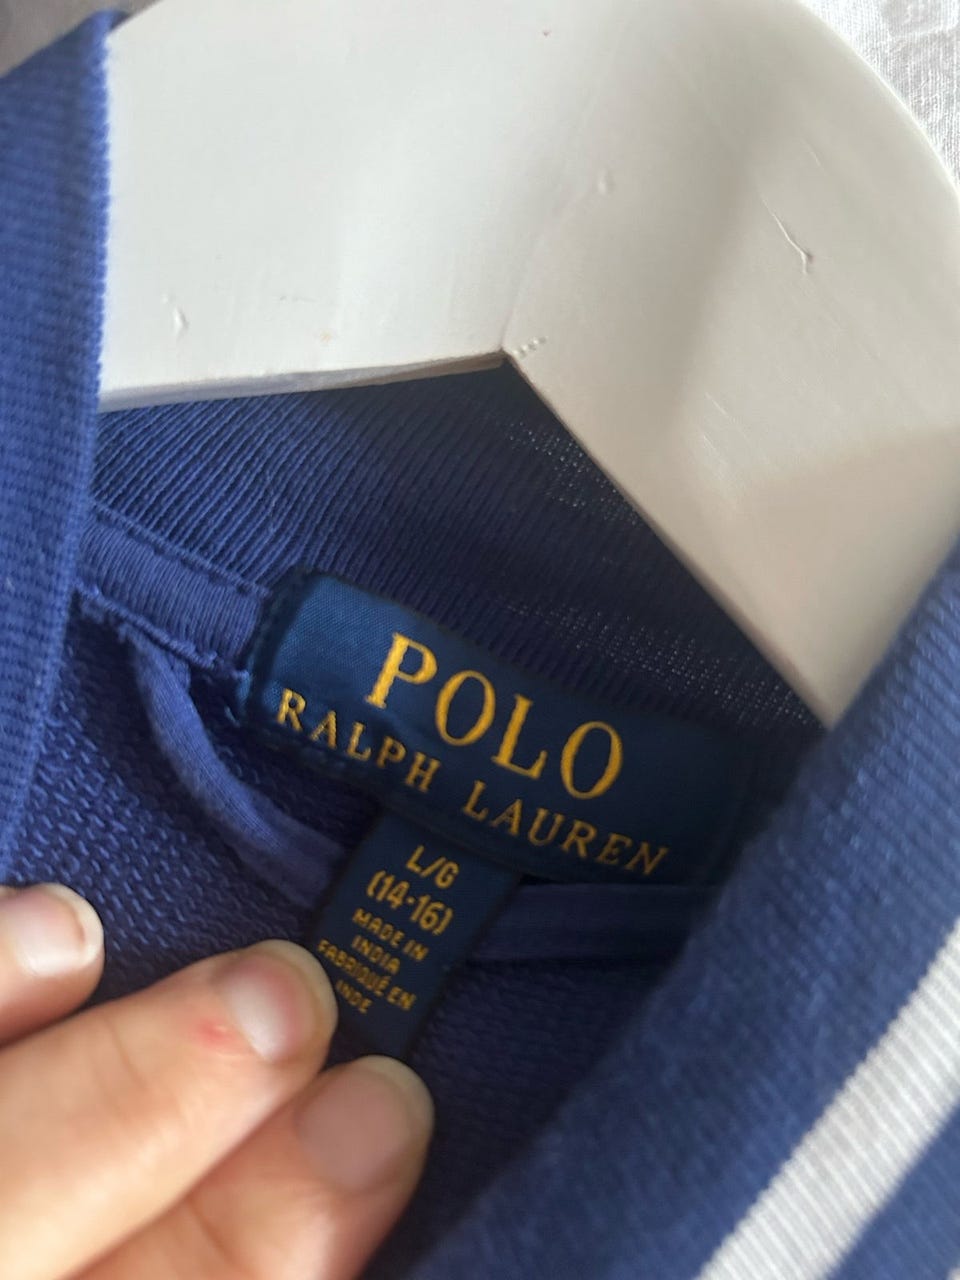 POLO
RALPH LAUREN
L/G
(14-16)
MADE IN
INDIA
FABRIQUÉ EN
INDE